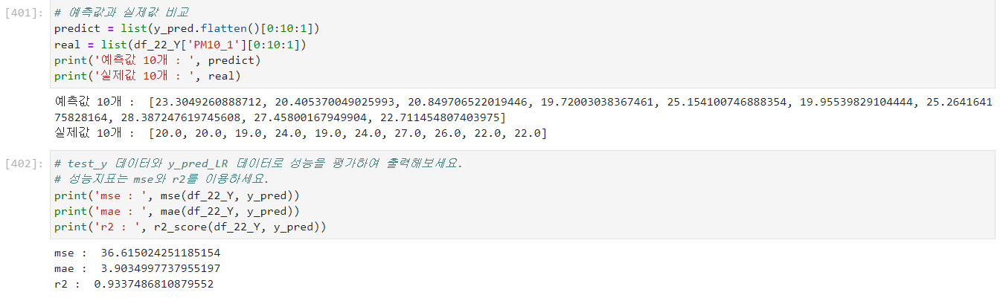 [401]: # 예측값과 실제값 비교
predict = list(y_pred.flatten()[0:10:1])
real = list(df_22_Y['PM10_1'][0:10:1])
print('예측값 10개 : ', predict)
print('실제값 10개 : ', real)
예측값 10개 :  [23.3049260888712, 20.405370049025993, 20.849706522019446, 19.72003038367461, 25.154100746888354, 19.95539829104444, 25.2641641
75828164, 28.387247619745608, 27.45800167949904, 22.711454807403975]
실제값 10개 :  [20.0, 20.0, 19.0, 24.0, 19.0, 24.0, 27.0, 26.0, 22.0, 22.0]
[402]: # test_y 데이터와 y_pred_LR 데이터로 성능을 평가하여 출력해보세요.
# 성능지표는 mse와 r2를 이용하세요.
print('mse : ', mse(df_22_Y, y_pred))
print('mae : ', mae(df_22_Y, y_pred))
print('r2 : ', r2_score(df_22_Y, y_pred))
mse :  36.615024251185154
mae :  3.9034997737955197
r2 :  0.9337486810879552